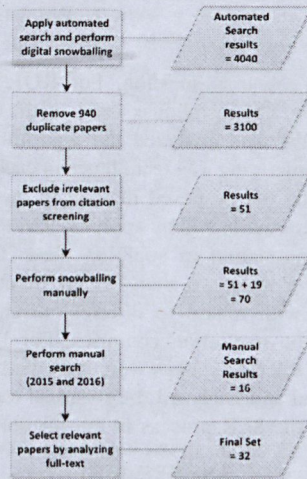 Apply automated
search and perform
digital snowballing
Automated
Search
results
= 4040
Remove 940
duplicate papers
Results
= 3100
Exclude irrelevant
papers from citation
screening
Results
= 51
Perform snowballing
manually
Results
= 51 + 19
= 70
Perform manual
search
(2015 and 2016)
Manual
Search
Results
= 16
Select relevant
papers by analyzing
full-text
Final Set
= 32